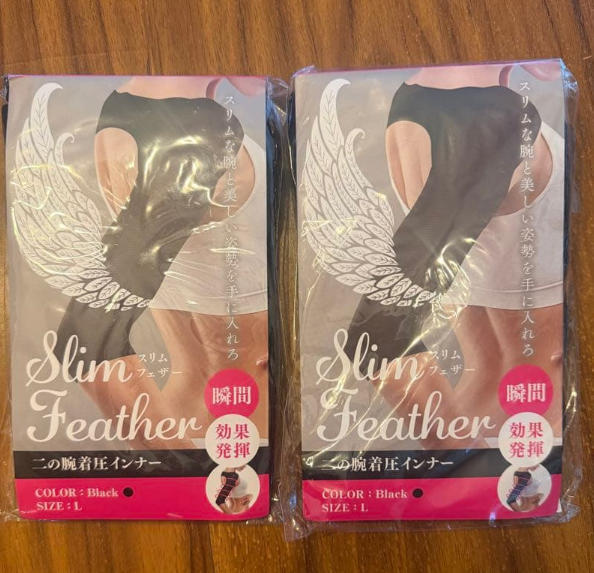 スリムな腕と美しい姿勢を手に入れろ
Slim
スリム
フェザー
Feather
瞬間
効果
発揮
二の腕着圧インナー
COLOR : Black
SIZE : L
スリムな腕と美しい姿勢を手に入れろ
Slim
スリム
フェザー
Feather
瞬間
効果
発揮
二の腕着圧インナー
COLOR : Black
SIZE : L